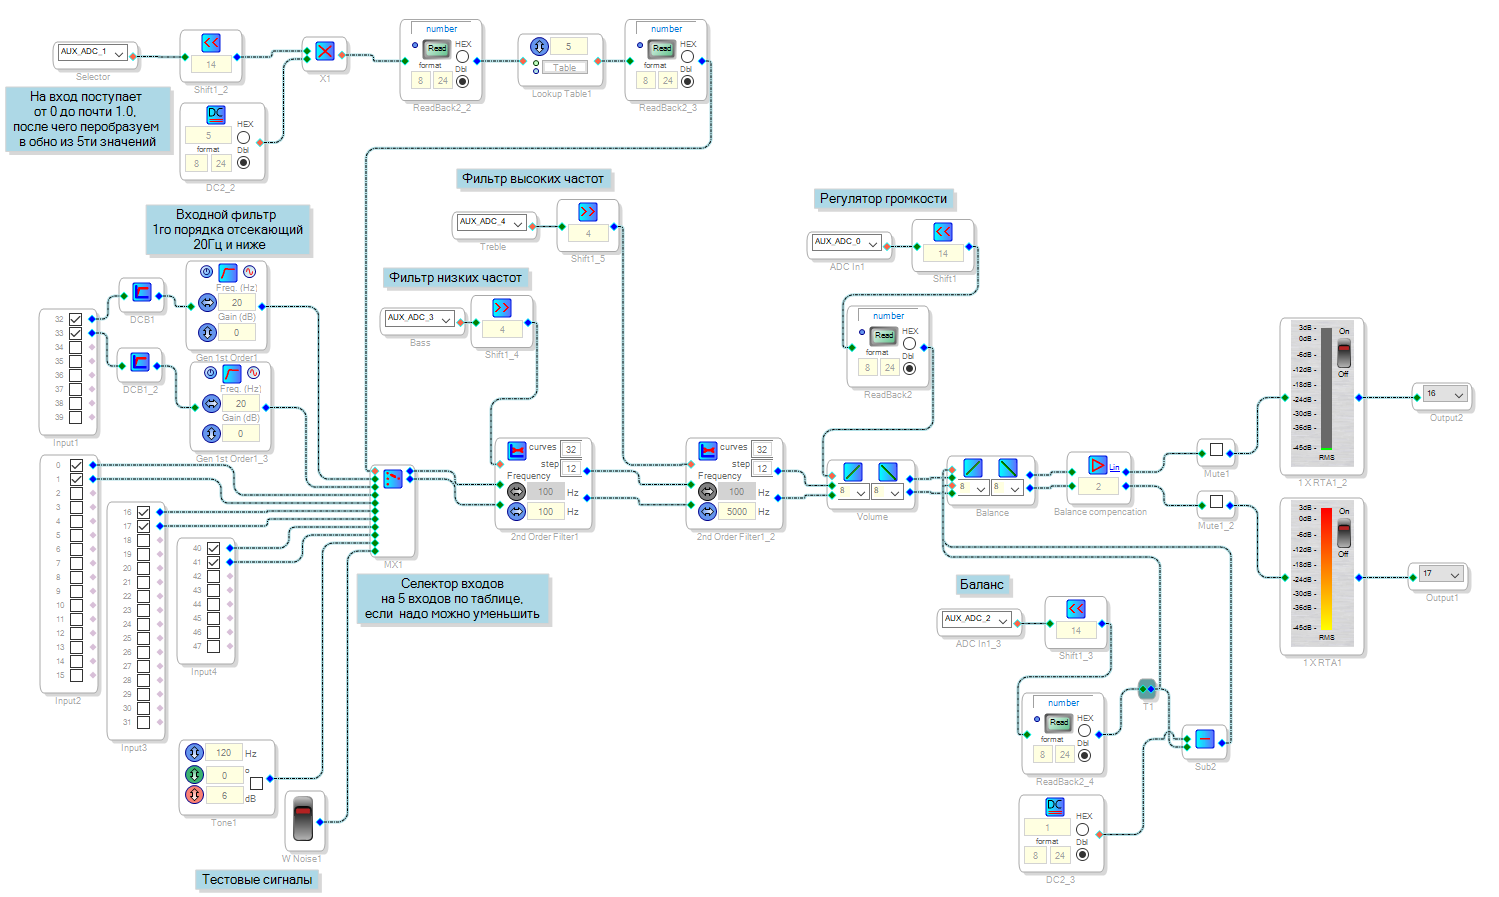 AUX_ADC_1
Selector
14
Shift1_2
X1
number
Read
HEX
Dbl
format
8 24
ReadBack2_2
5
Table
Lookup Table1
number
Read
HEX
Dbl
format
8 24
ReadBack2_3
На вход поступает
от 0 до почти 1.0,
после чего перобразуем
в обно из 5ти значений
DC
HEX
5
format
Dbl
8 24
DC2_2
Фильтр высоких частот
AUX_ADC_4
Treble
4
Shift1_5
Регулятор громкости
AUX_ADC_0
ADC In1
14
Shift1
Входной фильтр
1го порядка отсекающий
20Гц и ниже
Фильтр низких частот
AUX_ADC_3
Bass
4
Shift1_4
DCB1
Freq. (Hz)
20
Gain (dB)
0
Gen 1st Order1
DCB1_2
Freq. (Hz)
20
Gain (dB)
0
Gen 1st Order1_3
number
Read
HEX
Dbl
format
8 24
ReadBack2
32
33
34
35
36
37
38
39
Input1
0
1
2
3
4
5
6
7
8
9
10
11
12
13
14
15
Input2
16
17
18
19
20
21
22
23
24
25
26
27
28
29
30
31
Input3
40
41
42
43
44
45
46
47
Input4
MX1
Селектор входов
на 5 входов по таблице,
если надо можно уменьшить
curves 32
step 12
Frequency
100 Hz
100 Hz
2nd Order Filter1
curves 32
step 12
Frequency
100 Hz
5000 Hz
2nd Order Filter1_2
8 8
Volume
8 8
Balance
Lin
2
Balance compencation
Mute1
Mute1_2
3dB
0dB
-6dB
-12dB
-18dB
-24dB
-30dB
-36dB
-45dB
On
Off
RMS
1 X RTA1_2
16
Output2
3dB
0dB
-6dB
-12dB
-18dB
-24dB
-30dB
-36dB
-45dB
On
Off
RMS
1 X RTA1
17
Output1
Баланс
AUX_ADC_2
ADC In1_3
14
Shift1_3
number
Read
HEX
Dbl
format
8 24
ReadBack2_4
T1
Sub2
DC
HEX
1
format
Dbl
8 24
DC2_3
120 Hz
0 °
6 dB
Tone1
W Noise1
Тестовые сигналы